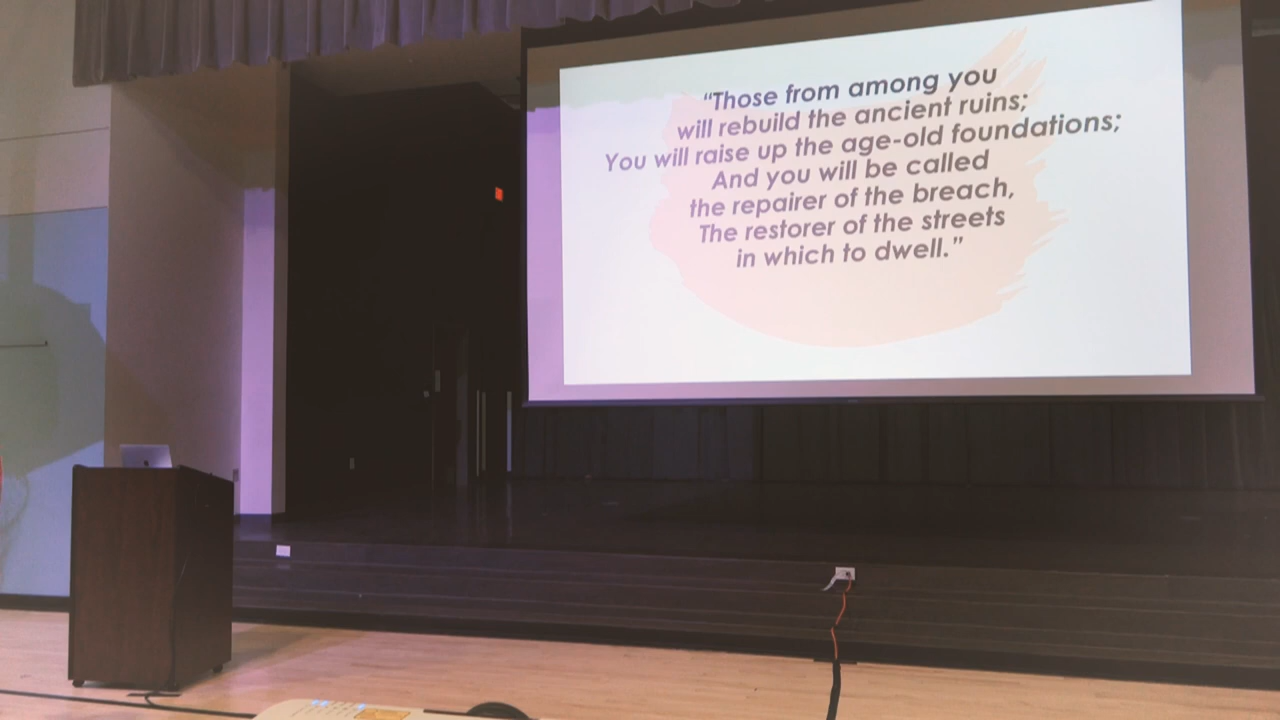 “Those from among you
will rebuild the ancient ruins;
You will raise up the age-old foundations;
And you will be called
the repairer of the breach,
The restorer of the streets
in which to dwell.”